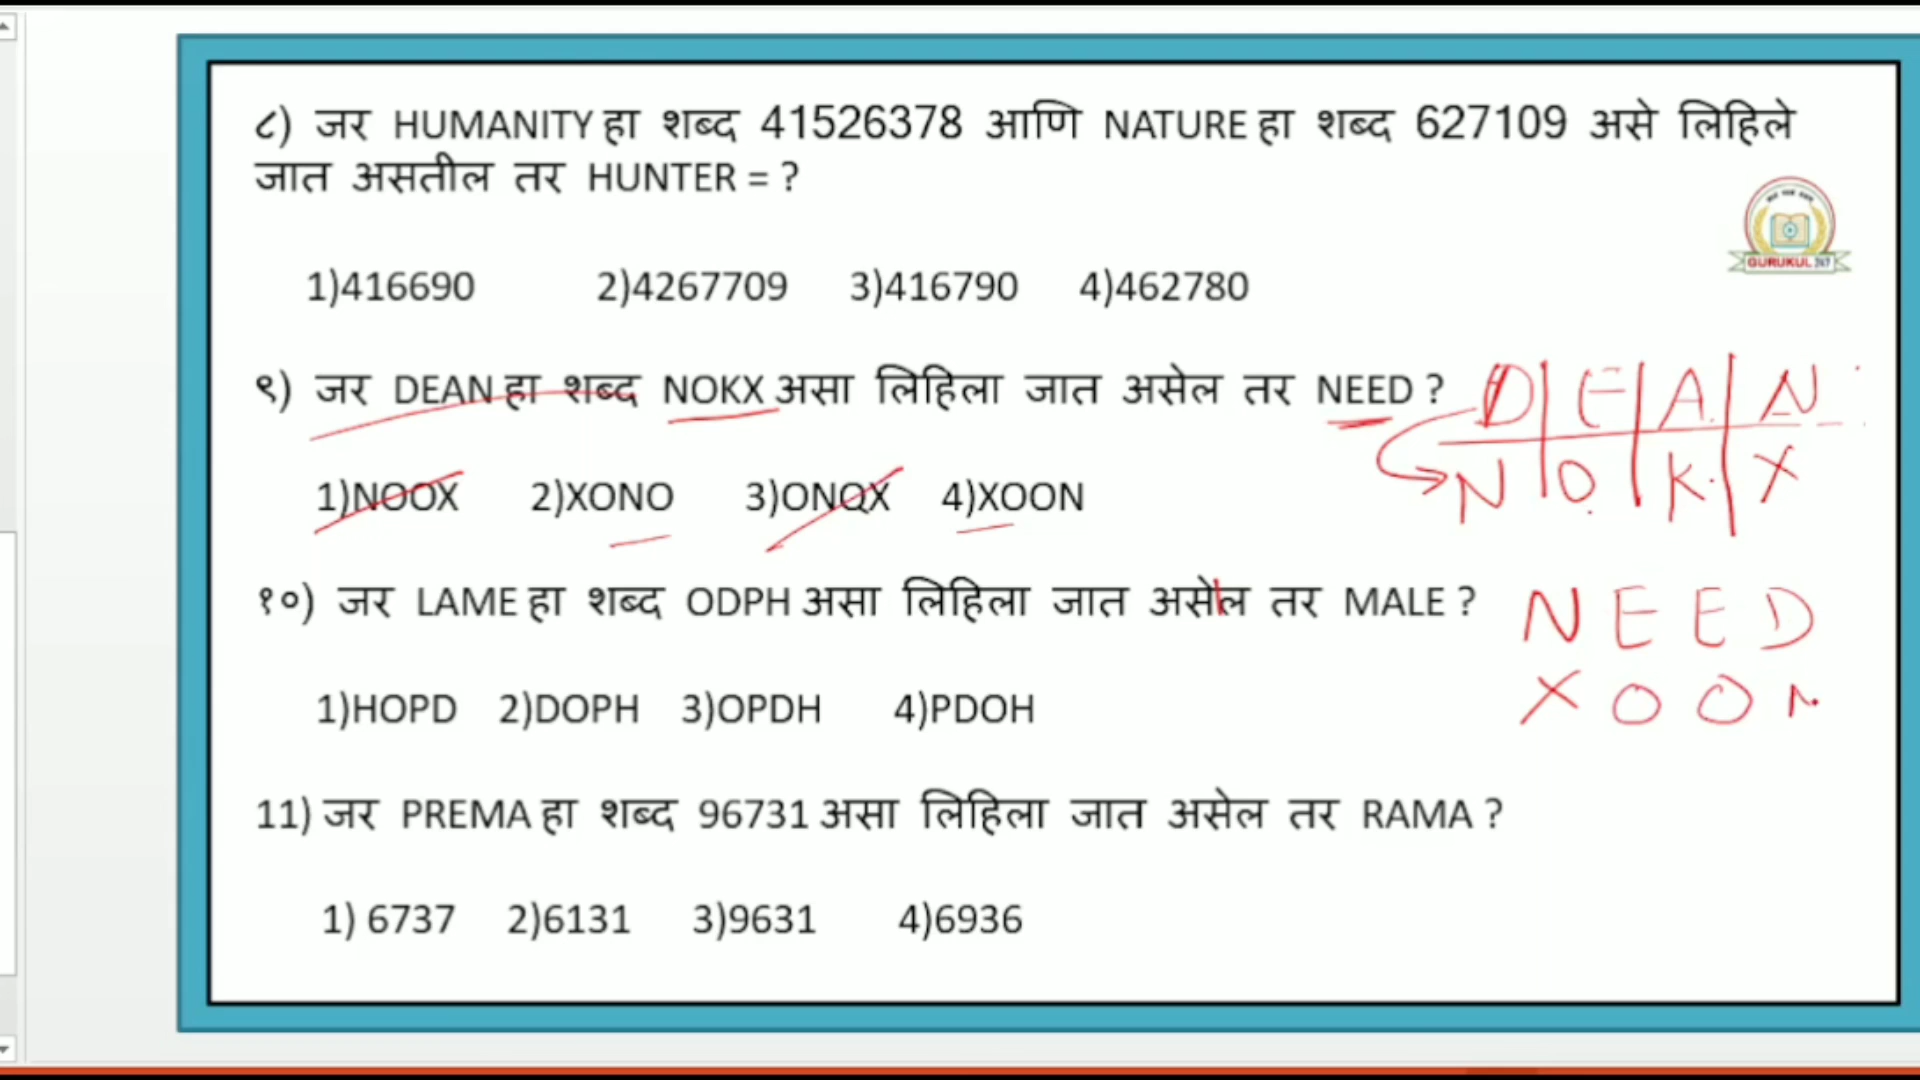 ८) जर HUMANITY हा शब्द 41526378 आणि NATURE हा शब्द 627109 असे लिहिले
जात असतील तर HUNTER = ?
GURUKUL 247
1)416690 2)4267709 3)416790 4)462780
९) जर DEAN हा शब्द NOKX असा लिहिला जात असेल तर NEED ?
D E A N
N O K X
1)NOOX 2)XONO 3)ONQX 4)XOON
१०) जर LAME हा शब्द ODPH असा लिहिला जात असेल तर MALE ?
N E E D
X O O N
1)HOPD 2)DOPH 3)OPDH 4)PDOH
11) जर PREMA हा शब्द 96731 असा लिहिला जात असेल तर RAMA ?
1) 6737 2)6131 3)9631 4)6936